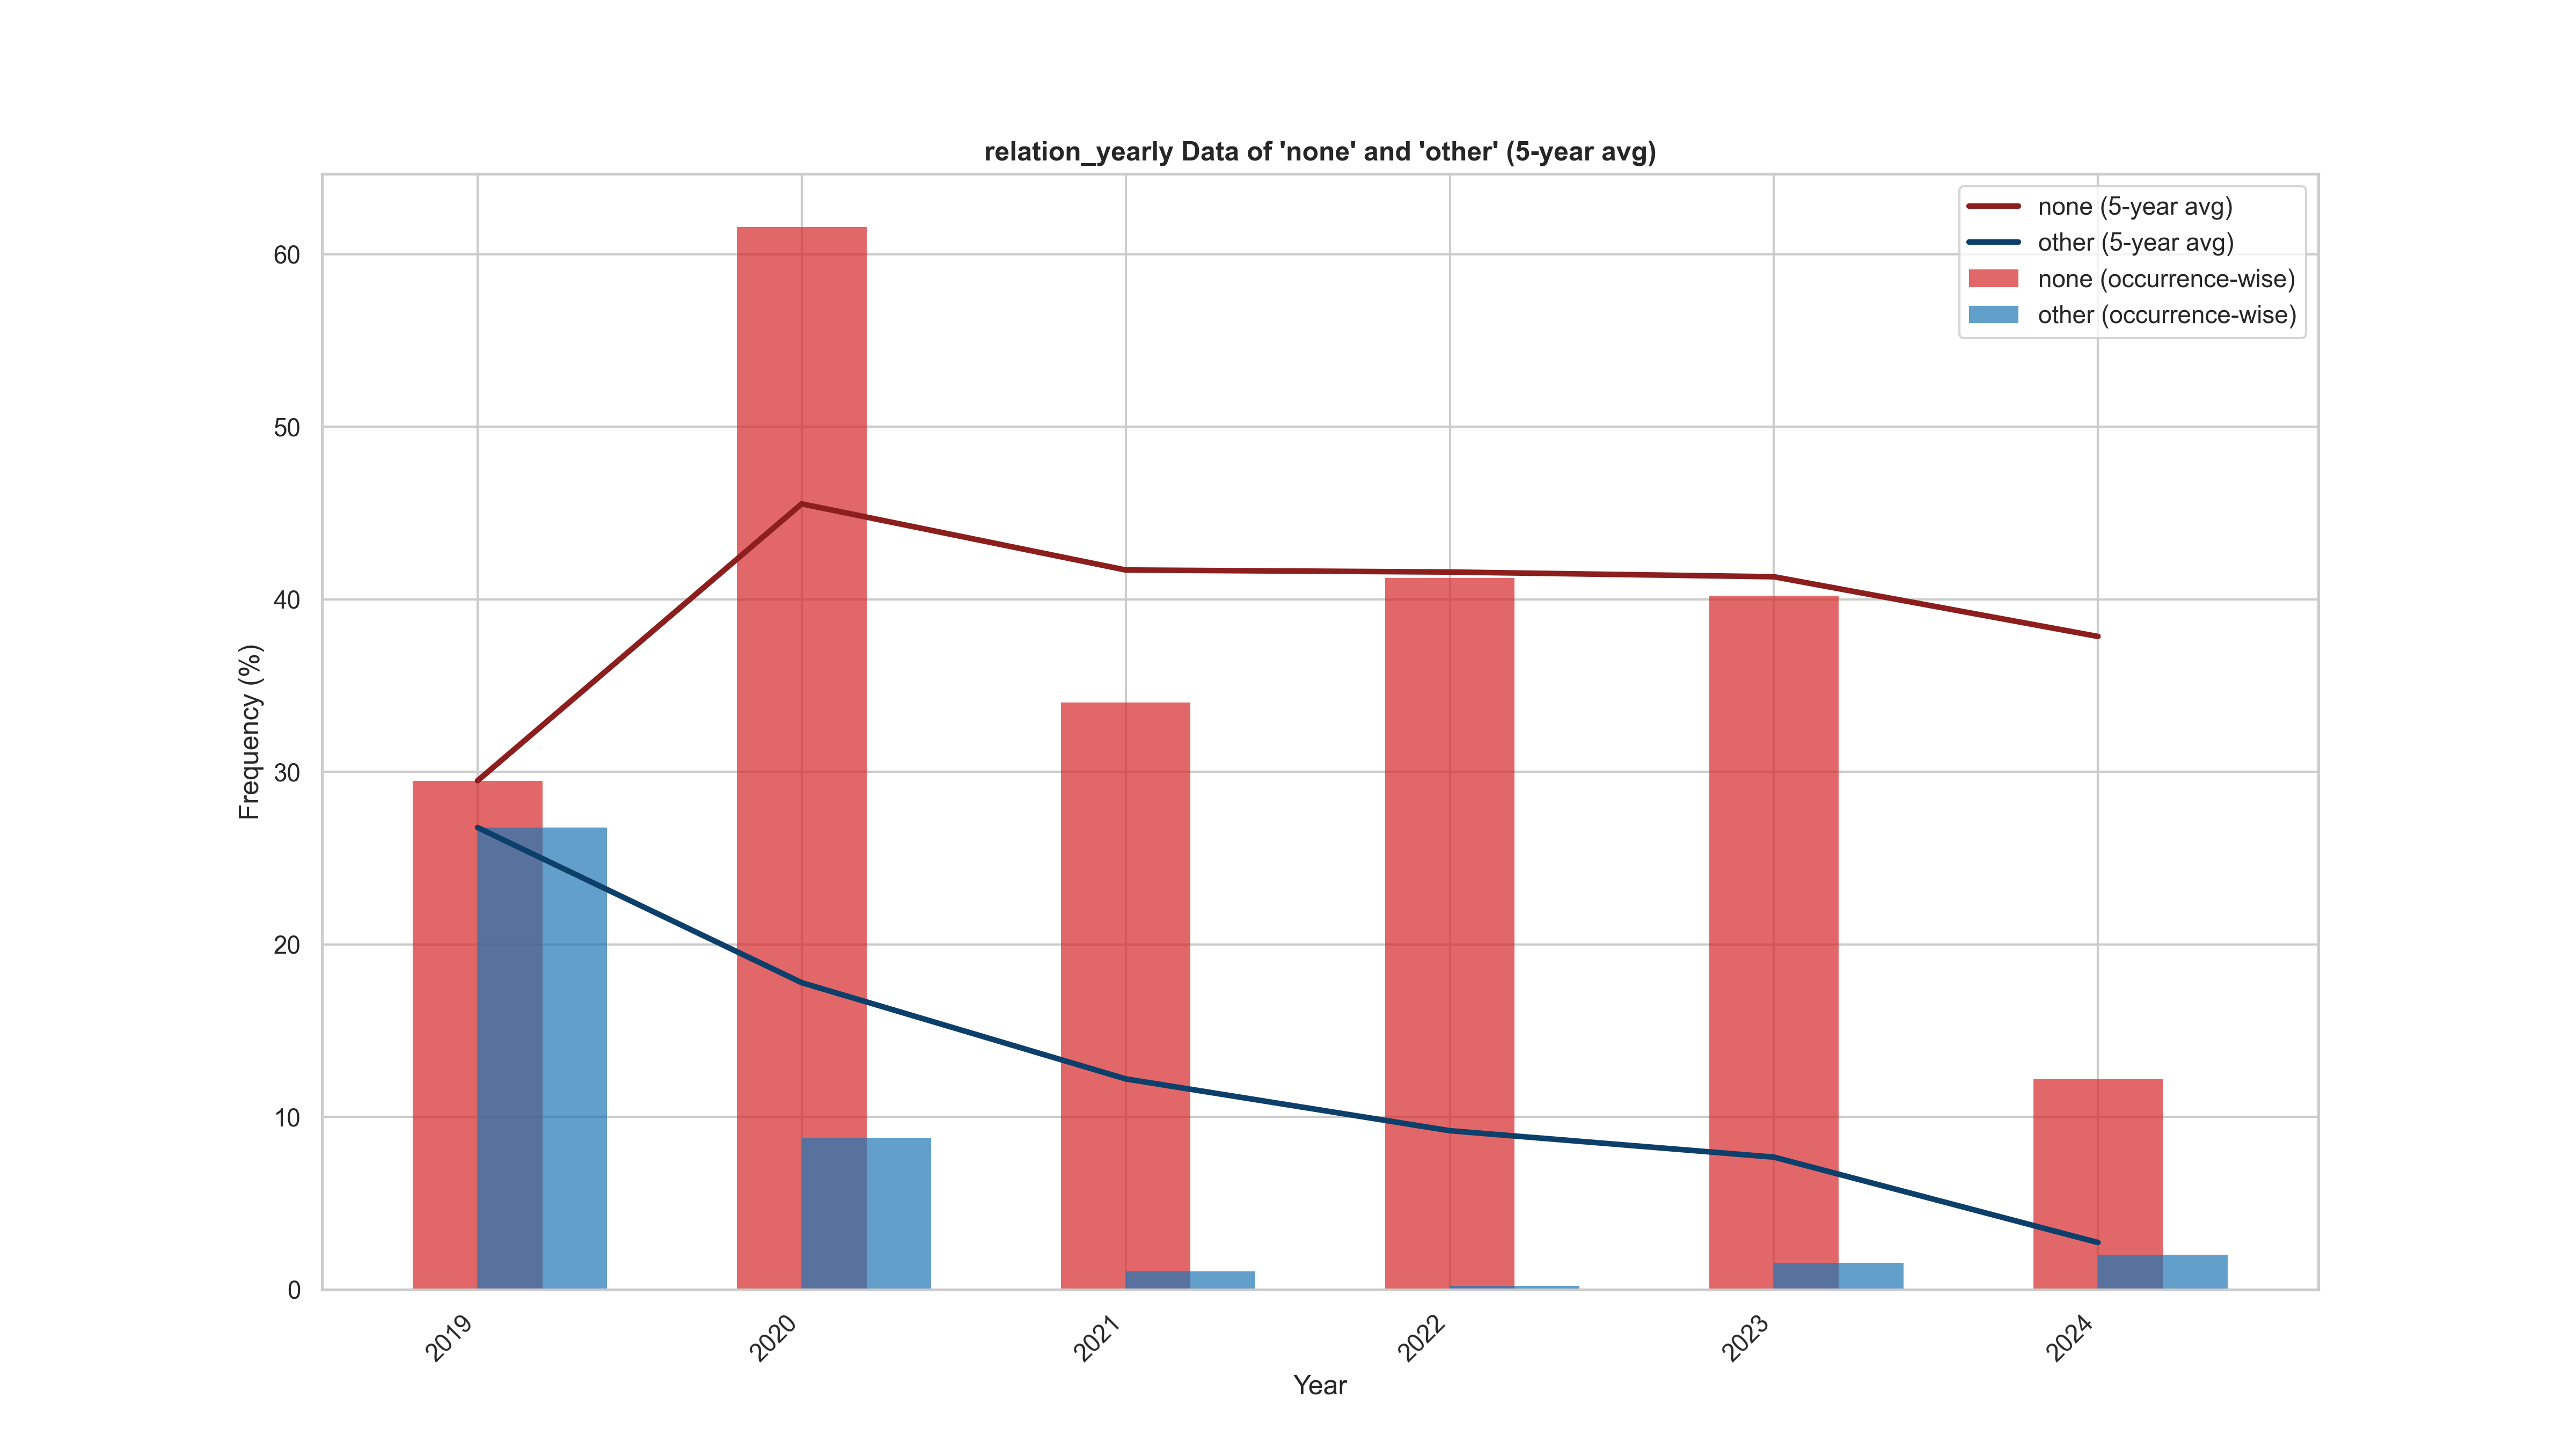 relation_yearly Data of 'none' and 'other' (5-year avg)
none (5-year avg)
other (5-year avg)
none (occurrence-wise)
other (occurrence-wise)
Frequency (%)
60
50
40
30
20
10
0
2019
2020
2021
2022
2023
2024
Year